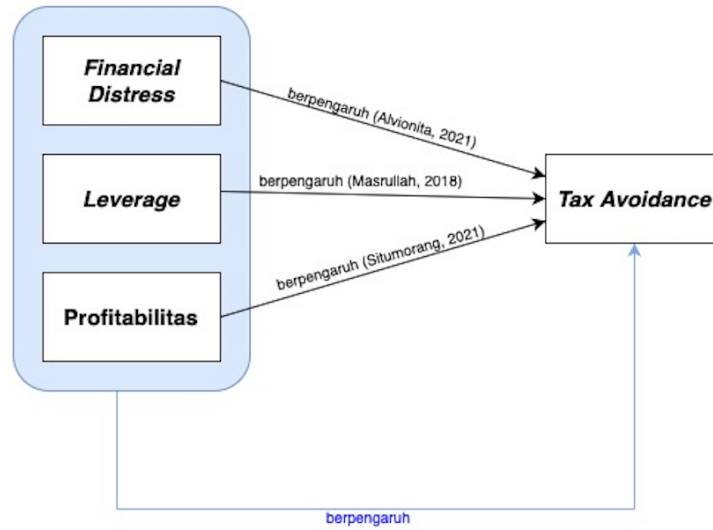 Financial
Distress
berpengaruh (Alvionita, 2021)
Leverage
berpengaruh (Masrullah, 2018)
Tax Avoidance
Profitabilitas
berpengaruh (Situmorang, 2021)
berpengaruh